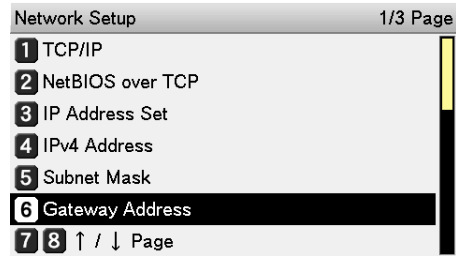 Network Setup 1/3 Page
1 TCP/IP
2 NetBIOS over TCP
3 IP Address Set
4 IPv4 Address
5 Subnet Mask
6 Gateway Address
7 8 ↑ / ↓ Page